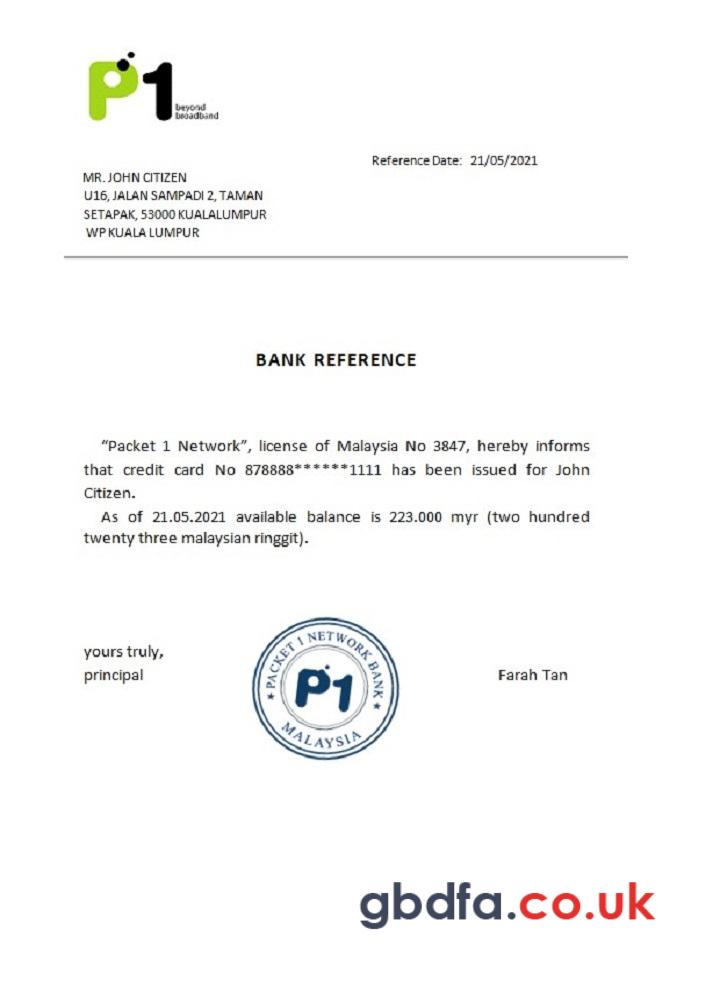 P1 beyond
broadband
Reference Date: 21/05/2021
MR. JOHN CITIZEN
U16, JALAN SAMPADI 2, TAMAN
SETAPAK, 53000 KUALALUMPUR
WP KUALA LUMPUR
BANK REFERENCE
“Packet 1 Network”, license of Malaysia No 3847, hereby informs
that credit card No 878888******1111 has been issued for John
Citizen.
As of 21.05.2021 available balance is 223.000 myr (two hundred
twenty three malaysian ringgit).
yours truly,
principal
★ PACKET 1 NETWORK BANK ★
P1
MALAYSIA
Farah Tan
gbdfa.co.uk